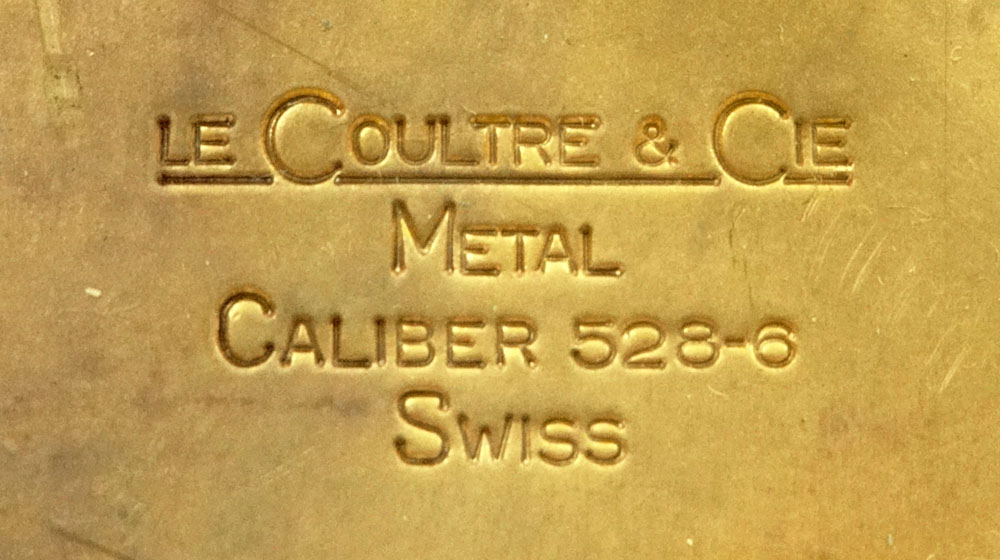 LE COULTRE & CIE
METAL
CALIBER 528-6
SWISS